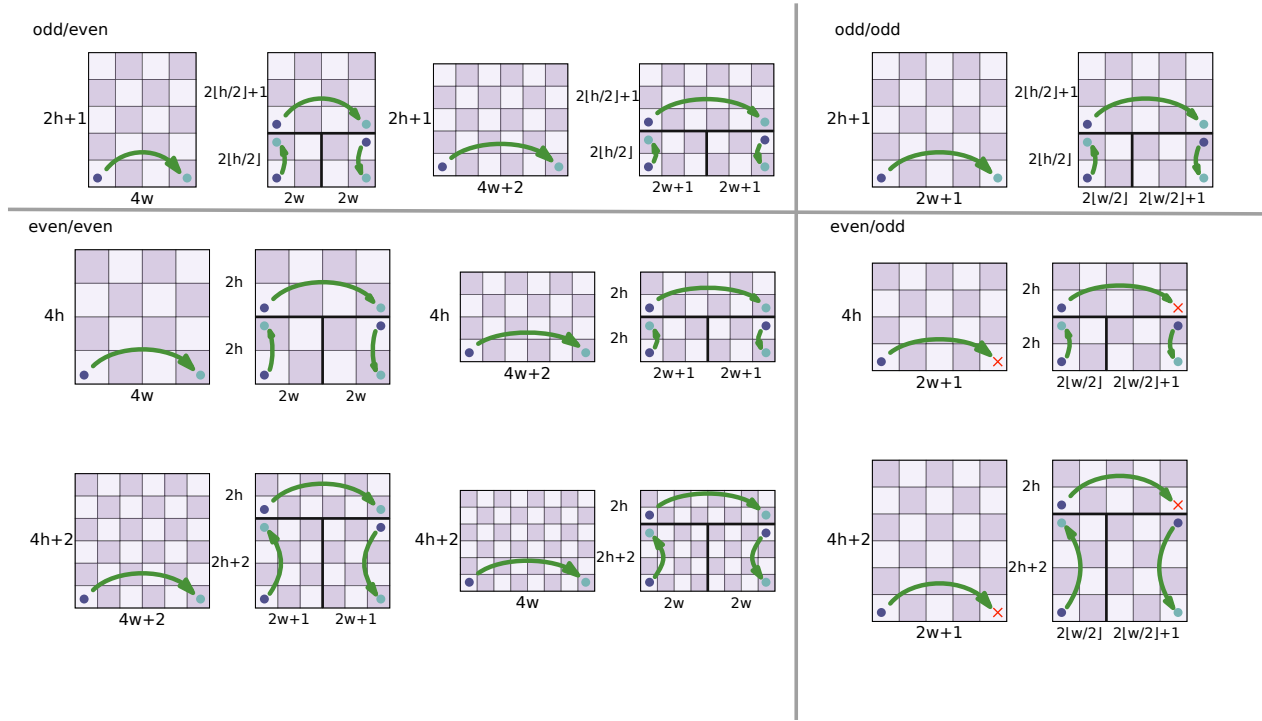 odd/even
2h+1
4w
2⌊h/2⌋+1
2⌊h/2⌋
2w
2w
2h+1
4w+2
2⌊h/2⌋+1
2⌊h/2⌋
2w+1
2w+1
odd/odd
2h+1
2w+1
2⌊h/2⌋+1
2⌊h/2⌋
2⌊w/2⌋
2⌊w/2⌋+1
even/even
4h
4w
2h
2h
2w
2w
4h
4w+2
2h
2h
2w+1
2w+1
4h+2
4w+2
2h
2h+2
2w+1
2w+1
4h+2
4w
2h
2h+2
2w
2w
even/odd
4h
2w+1
2h
2h
2⌊w/2⌋
2⌊w/2⌋+1
4h+2
2w+1
2h
2h+2
2⌊w/2⌋
2⌊w/2⌋+1